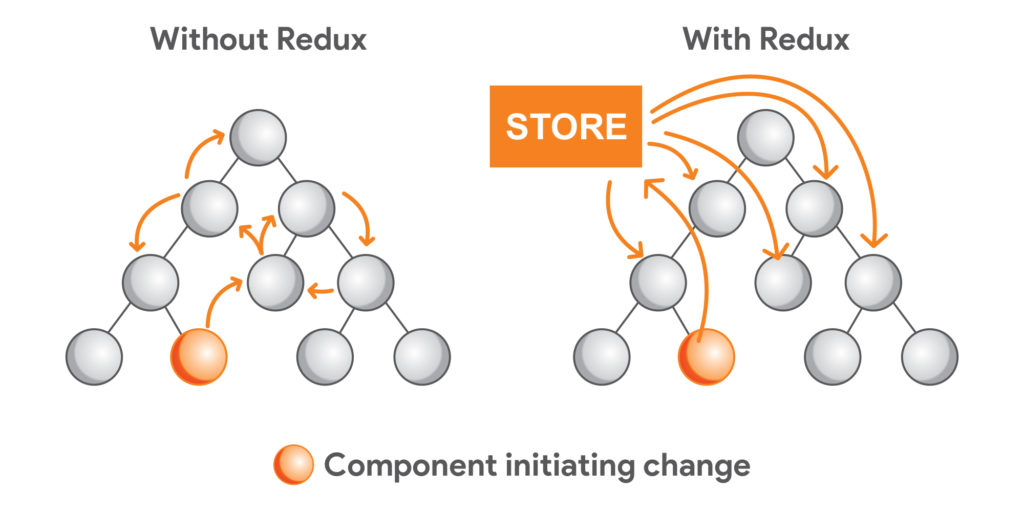 Without Redux
With Redux
STORE
Component initiating change